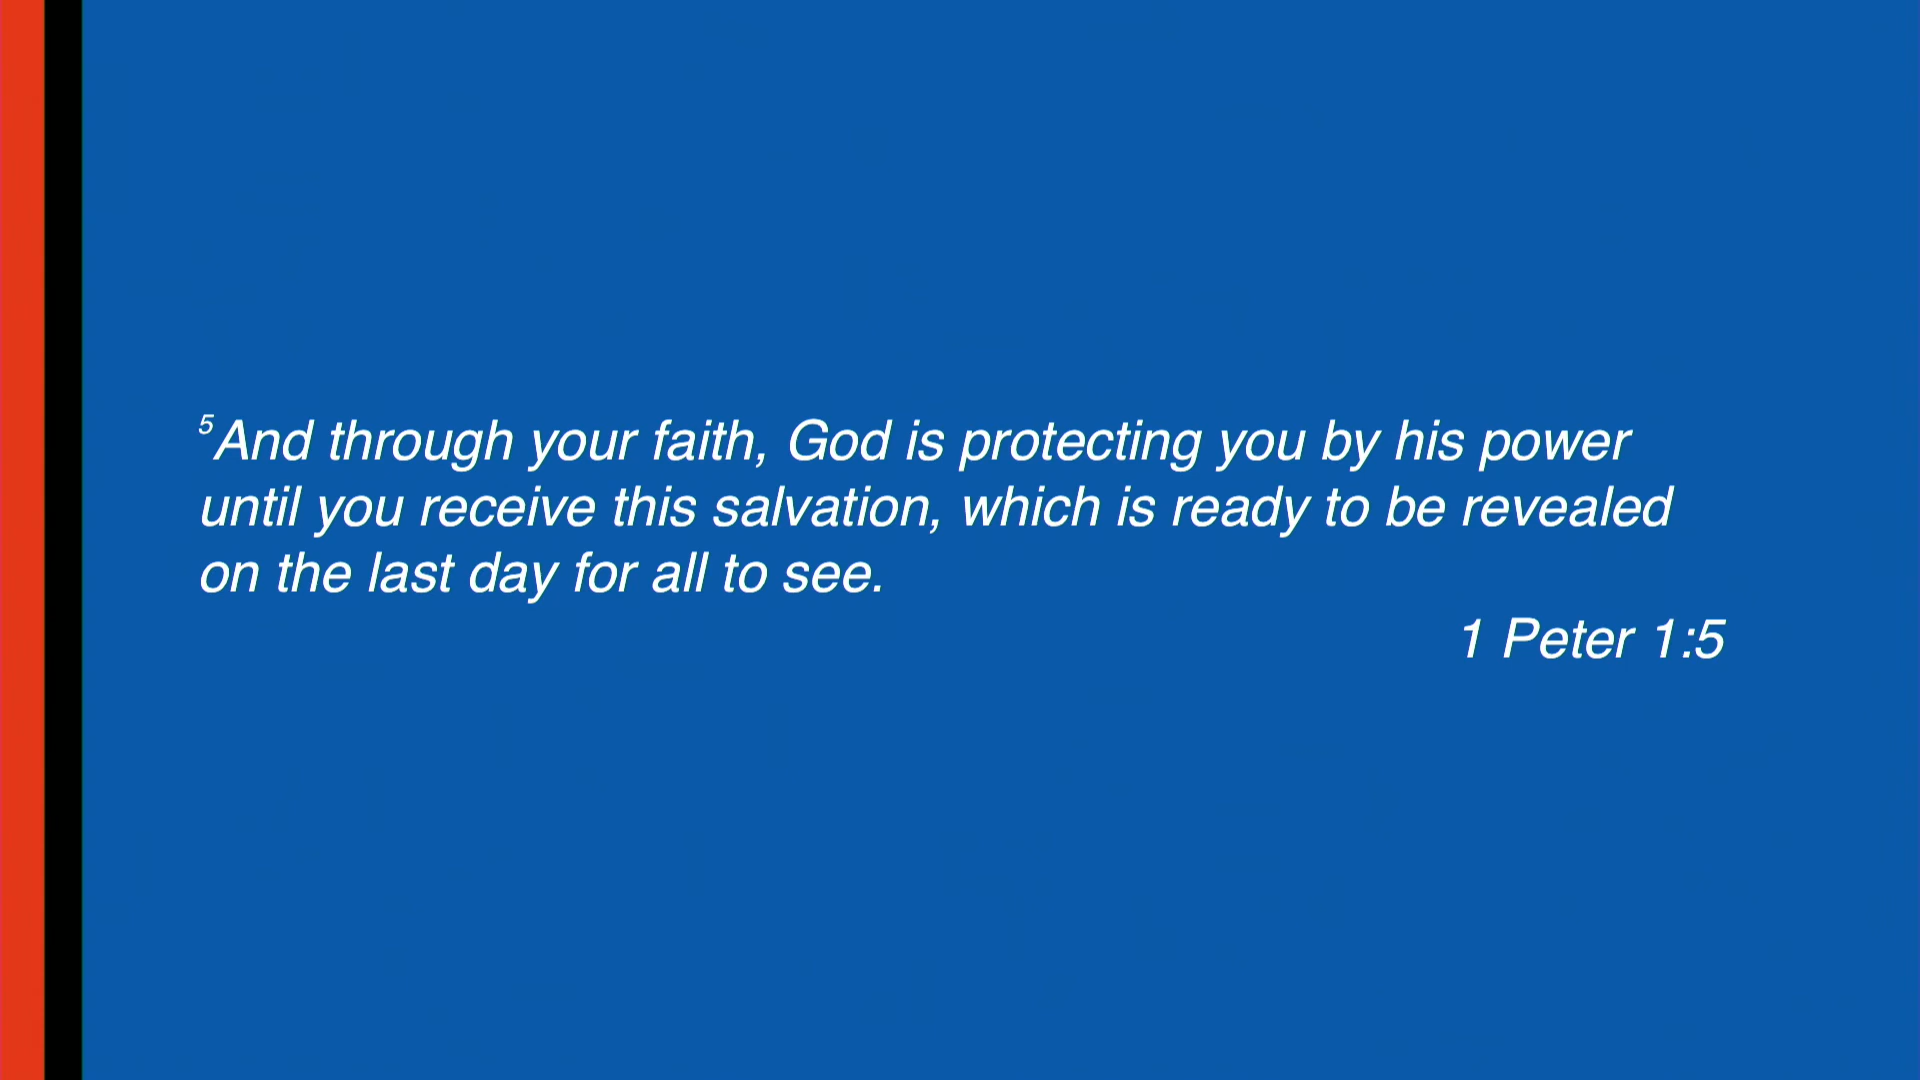 ⁵And through your faith, God is protecting you by his power
until you receive this salvation, which is ready to be revealed
on the last day for all to see.
1 Peter 1:5